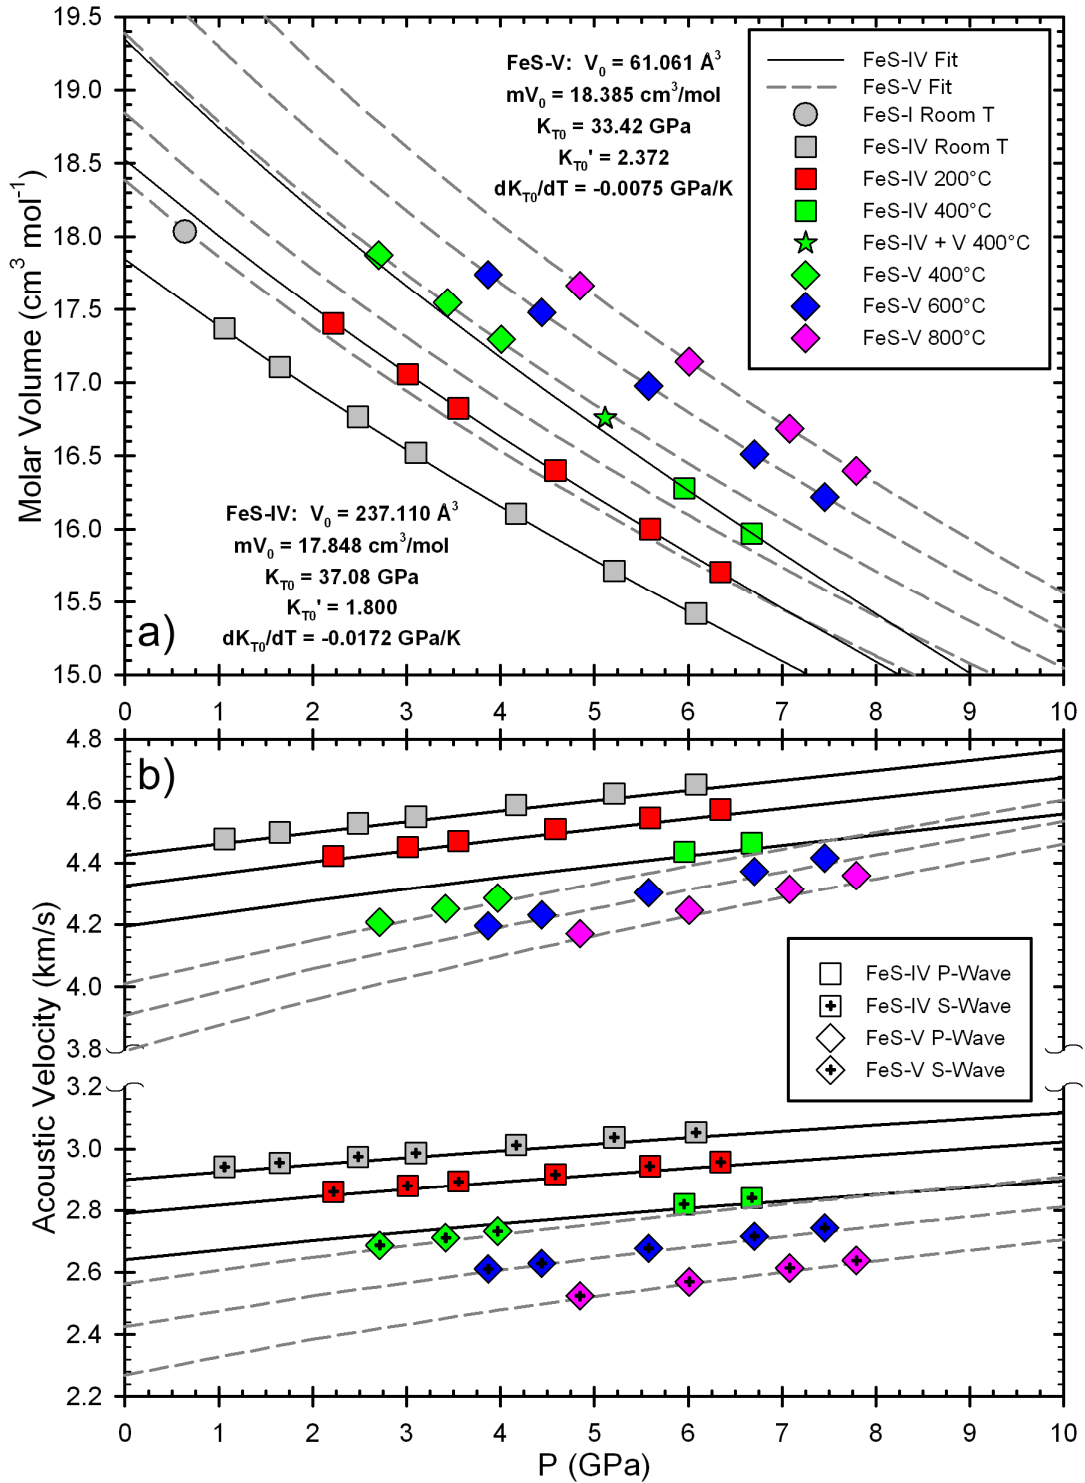 19.5
19.0
18.5
18.0
17.5
17.0
16.5
16.0
15.5
15.0
Molar Volume (cm³ mol⁻¹)
FeS-V: V₀ = 61.061 Å³
mV₀ = 18.385 cm³/mol
K_T0 = 33.42 GPa
K_T0' = 2.372
dK_T0/dT = -0.0075 GPa/K
FeS-IV Fit
FeS-V Fit
FeS-I Room T
FeS-IV Room T
FeS-IV 200°C
FeS-IV 400°C
FeS-IV + V 400°C
FeS-V 400°C
FeS-V 600°C
FeS-V 800°C
FeS-IV: V₀ = 237.110 Å³
mV₀ = 17.848 cm³/mol
K_T0 = 37.08 GPa
K_T0' = 1.800
dK_T0/dT = -0.0172 GPa/K
a)
0 1 2 3 4 5 6 7 8 9 10
b)
4.8
4.6
4.4
4.2
4.0
3.8
3.2
3.0
2.8
2.6
2.4
2.2
Acoustic Velocity (km/s)
FeS-IV P-Wave
FeS-IV S-Wave
FeS-V P-Wave
FeS-V S-Wave
0 1 2 3 4 5 6 7 8 9 10
P (GPa)